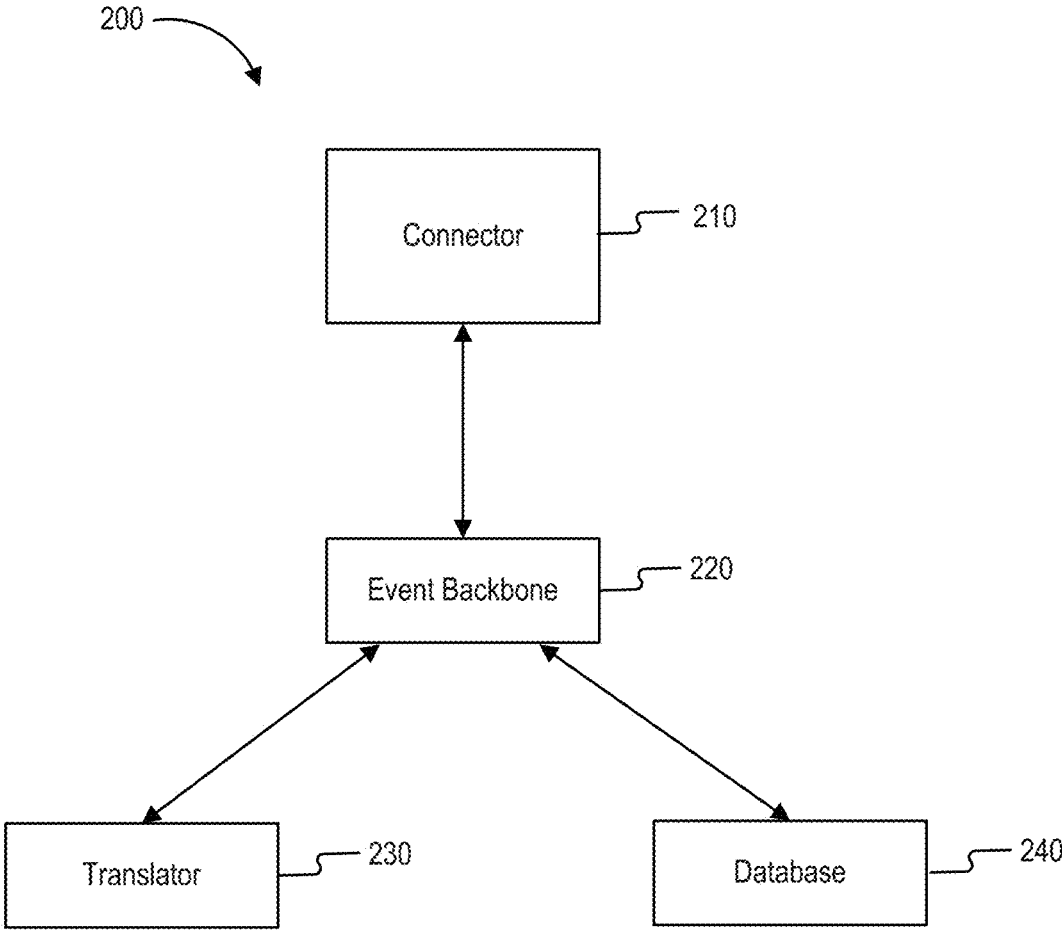 200
Connector
210
Event Backbone
220
Translator
230
Database
240